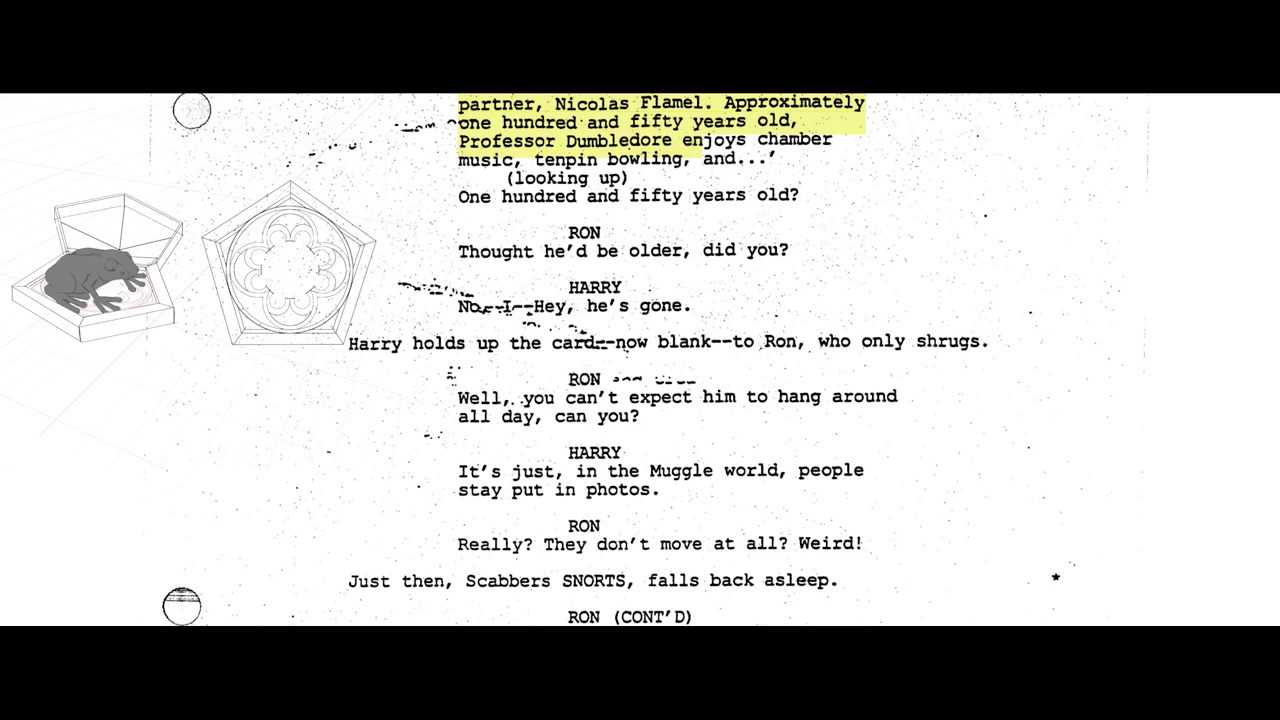 partner, Nicolas Flamel. Approximately
one hundred and fifty years old,
Professor Dumbledore enjoys chamber
music, tenpin bowling, and...'
(looking up)
One hundred and fifty years old?
RON
Thought he'd be older, did you?
HARRY
No--I--Hey, he's gone.
Harry holds up the card--now blank--to Ron, who only shrugs.
RON
Well, you can't expect him to hang around
all day, can you?
HARRY
It's just, in the Muggle world, people
stay put in photos.
RON
Really? They don't move at all? Weird!
Just then, Scabbers SNORTS, falls back asleep. *
RON (CONT'D)